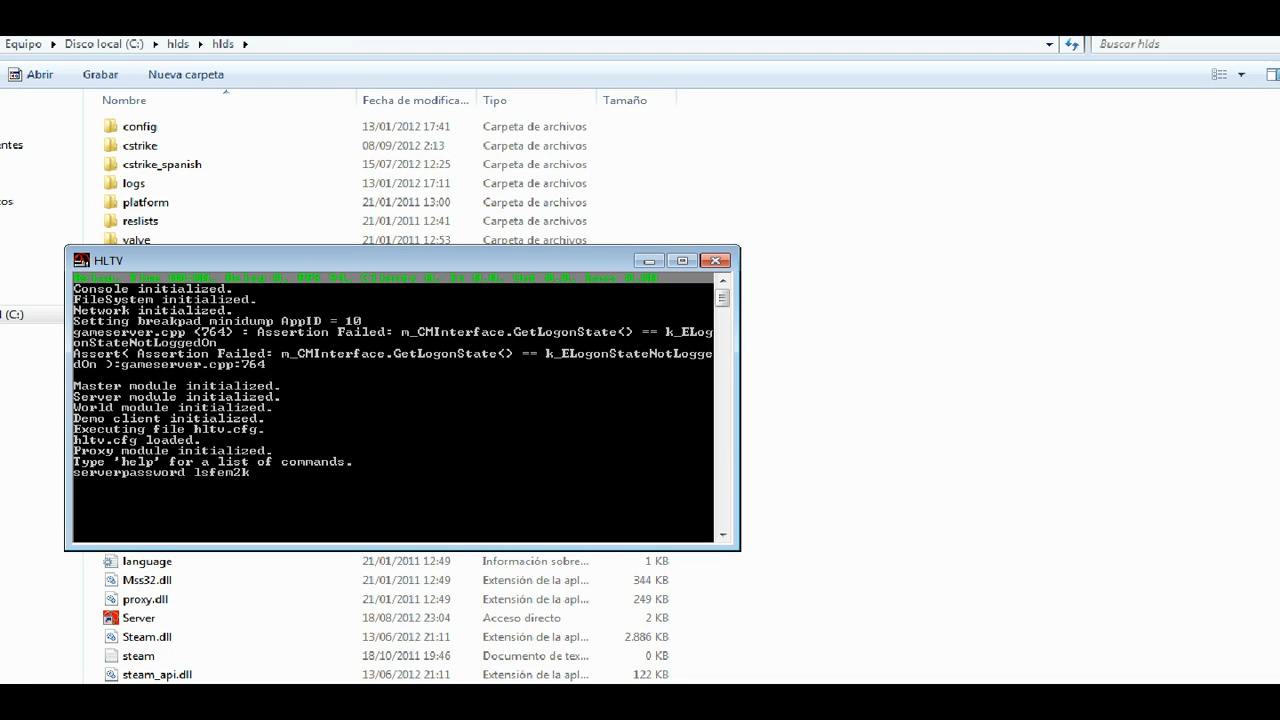 Equipo Disco local (C:) hlds hlds
Buscar hlds
Abrir Grabar Nueva carpeta
Nombre Fecha de modifica... Tipo Tamaño
config 13/01/2012 17:41 Carpeta de archivos
entes cstrike 08/09/2012 2:13 Carpeta de archivos
cstrike_spanish 15/07/2012 12:25 Carpeta de archivos
logs 13/01/2012 17:11 Carpeta de archivos
os platform 21/01/2011 13:00 Carpeta de archivos
reslists 21/01/2011 12:41 Carpeta de archivos
valve 21/01/2011 12:53 Carpeta de archivos
HLTV
Console initialized.
FileSystem initialized.
Network initialized.
l (C:)
Setting breakpad minidump AppID = 10
gameserver.cpp (764) : Assertion Failed: m_CMInterface.GetLogonState() == k_ELog
onStateNotLoggedOn
Assert( Assertion Failed: m_CMInterface.GetLogonState() == k_ELogonStateNotLogge
dOn ):gameserver.cpp:764
Master module initialized.
Server module initialized.
World module initialized.
Demo client initialized.
Executing file hltv.cfg.
hltv.cfg loaded.
Proxy module initialized.
Type 'help' for a list of commands.
serverpassword lsfem2k
language 21/01/2011 12:49 Información sobre... 1 KB
Mss32.dll 21/01/2011 12:49 Extensión de la apl... 344 KB
proxy.dll 21/01/2011 12:49 Extensión de la apl... 249 KB
Server 18/08/2012 23:04 Acceso directo 2 KB
Steam.dll 13/06/2012 21:11 Extensión de la apl... 2.886 KB
steam 18/10/2011 19:46 Documento de tex... 0 KB
steam_api.dll 13/06/2012 21:11 Extensión de la apl... 122 KB